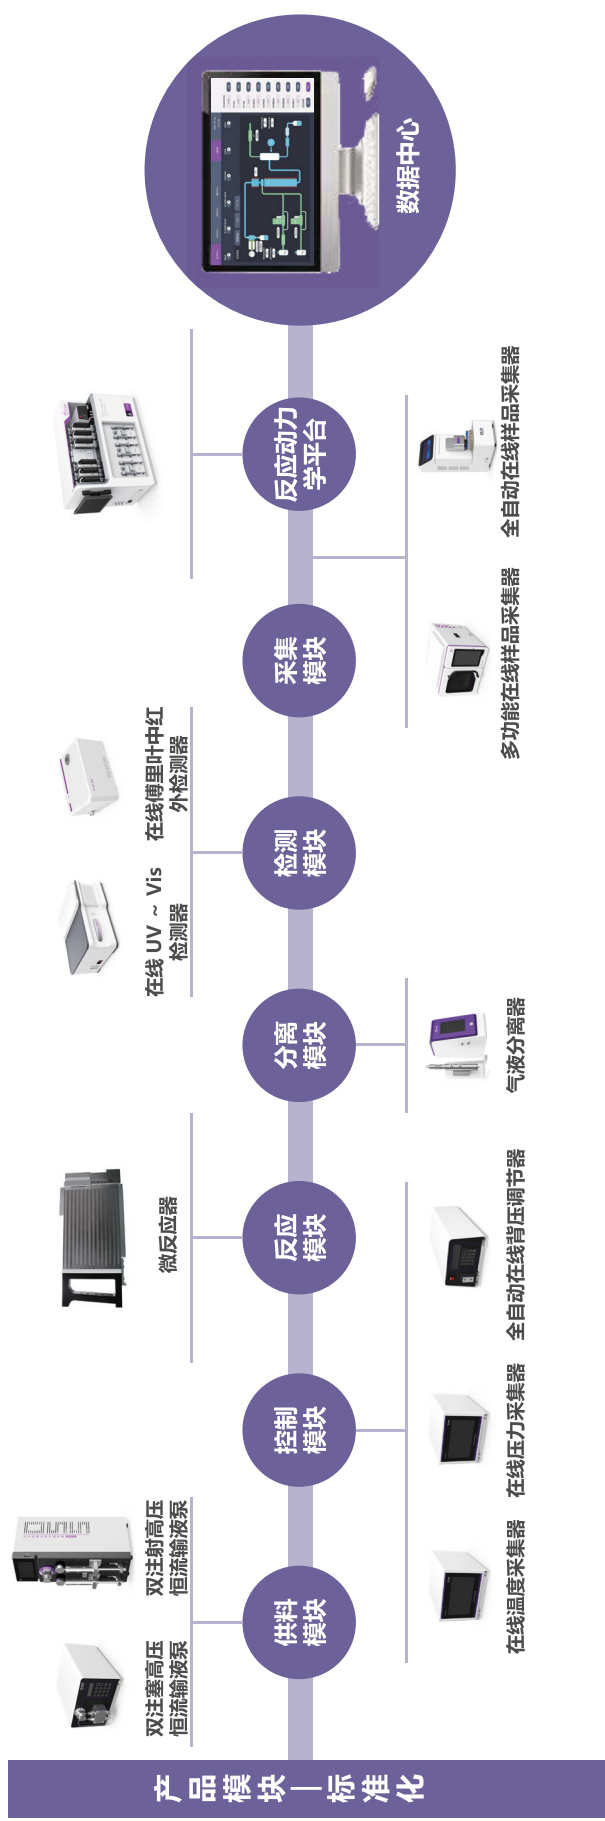 产品模块—标准化
双注塞高压
恒流输液泵
双注射高压
恒流输液泵
供料
模块
在线温度采集器
在线压力采集器
全自动在线背压调节器
控制
模块
微反应器
反应
模块
气液分离器
分离
模块
在线 UV ~ Vis
检测器
在线傅里叶中红
外检测器
检测
模块
多功能在线样品采集器
全自动在线样品采集器
采集
模块
反应动力
学平台
数据中心